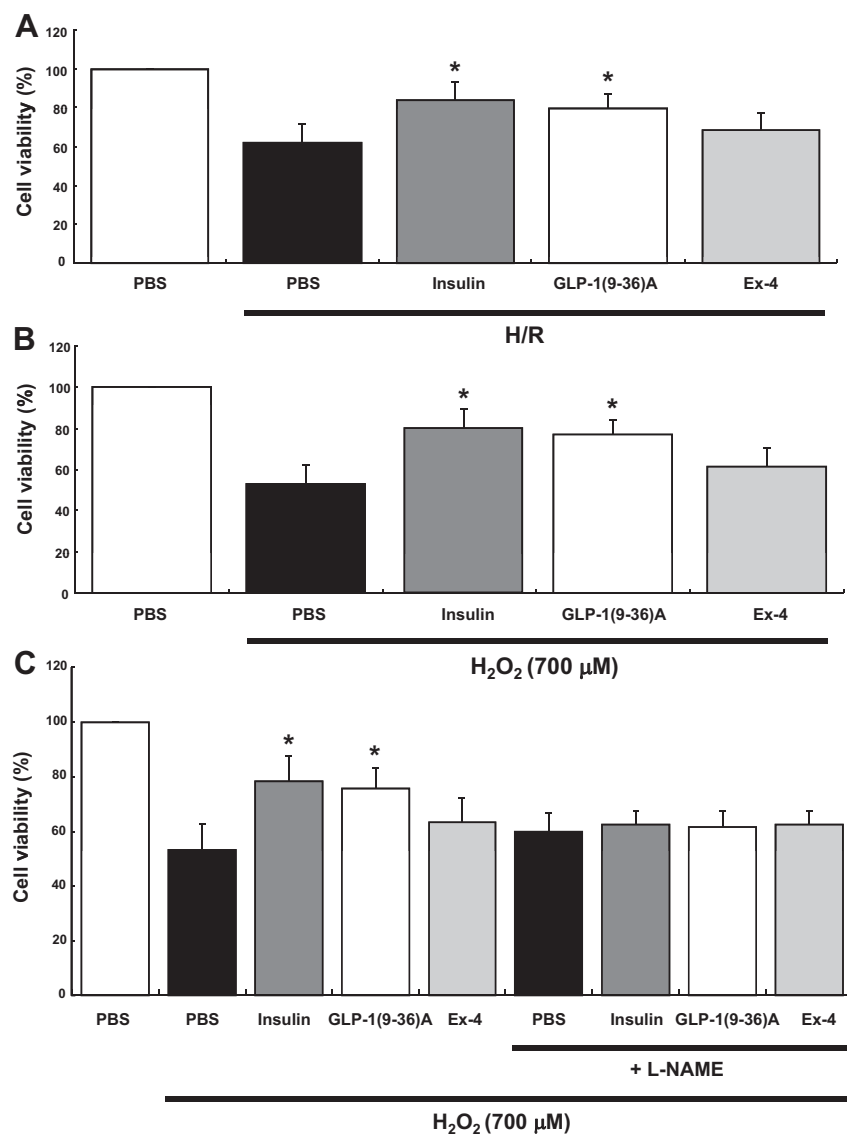 A
Cell viability (%)
120
100
80
60
40
20
0
*
*
PBS
PBS
Insulin
GLP-1(9-36)A
Ex-4
H/R
B
Cell viability (%)
120
100
80
60
40
20
0
*
*
PBS
PBS
Insulin
GLP-1(9-36)A
Ex-4
H₂O₂ (700 μM)
C
Cell viability (%)
120
100
80
60
40
20
0
*
*
PBS
PBS
Insulin
GLP-1(9-36)A
Ex-4
PBS
Insulin
GLP-1(9-36)A
Ex-4
+ L-NAME
H₂O₂ (700 μM)